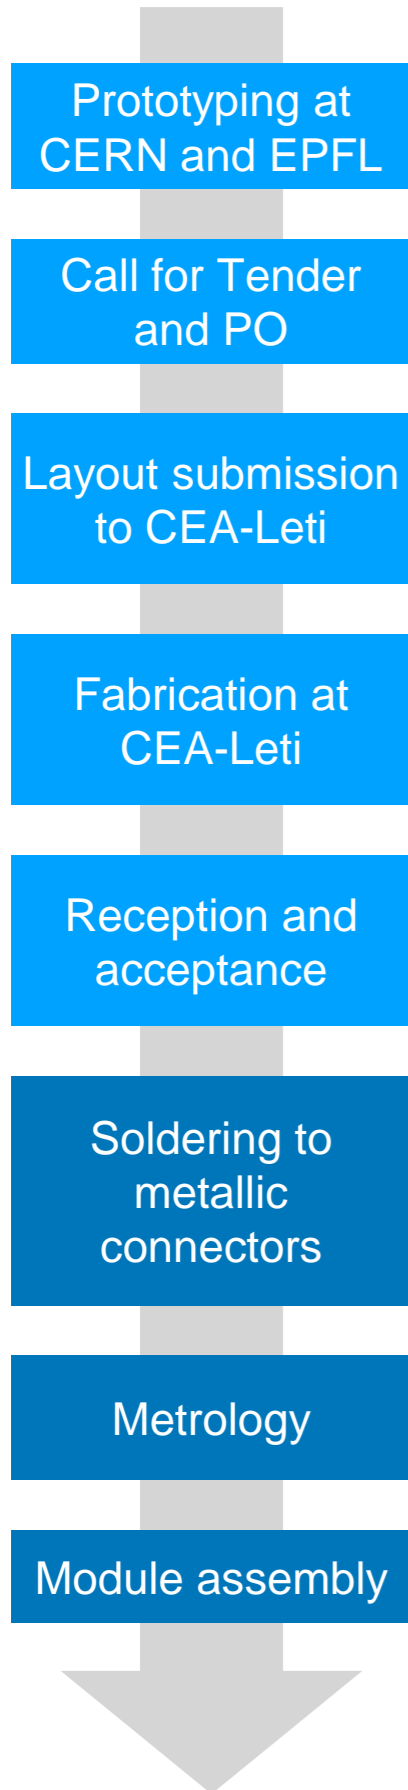 Prototyping at
CERN and EPFL
Call for Tender
and PO
Layout submission
to CEA-Leti
Fabrication at
CEA-Leti
Reception and
acceptance
Soldering to
metallic
connectors
Metrology
Module assembly